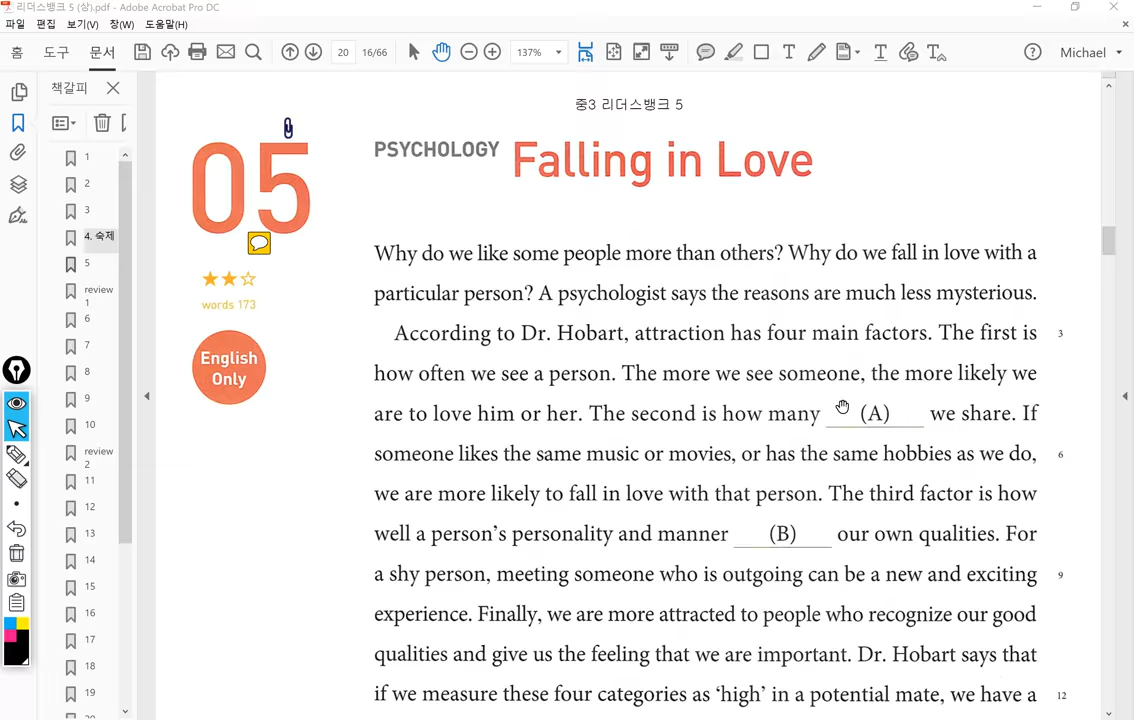 리더스뱅크 5 (상).pdf - Adobe Acrobat Pro DC
파일 편집 보기(V) 창(W) 도움말(H)
홈 도구 문서 20 16/66 137% Michael
책갈피
1
2
3
4. 숙제
5
review 1
6
7
8
9
10
review 2
11
12
13
14
15
16
17
18
19
중3 리더스뱅크 5
05
words 173
English Only
PSYCHOLOGY Falling in Love
Why do we like some people more than others? Why do we fall in love with a
particular person? A psychologist says the reasons are much less mysterious.
According to Dr. Hobart, attraction has four main factors. The first is 3
how often we see a person. The more we see someone, the more likely we
are to love him or her. The second is how many (A) we share. If
someone likes the same music or movies, or has the same hobbies as we do, 6
we are more likely to fall in love with that person. The third factor is how
well a person's personality and manner (B) our own qualities. For
a shy person, meeting someone who is outgoing can be a new and exciting 9
experience. Finally, we are more attracted to people who recognize our good
qualities and give us the feeling that we are important. Dr. Hobart says that
if we measure these four categories as 'high' in a potential mate, we have a 12